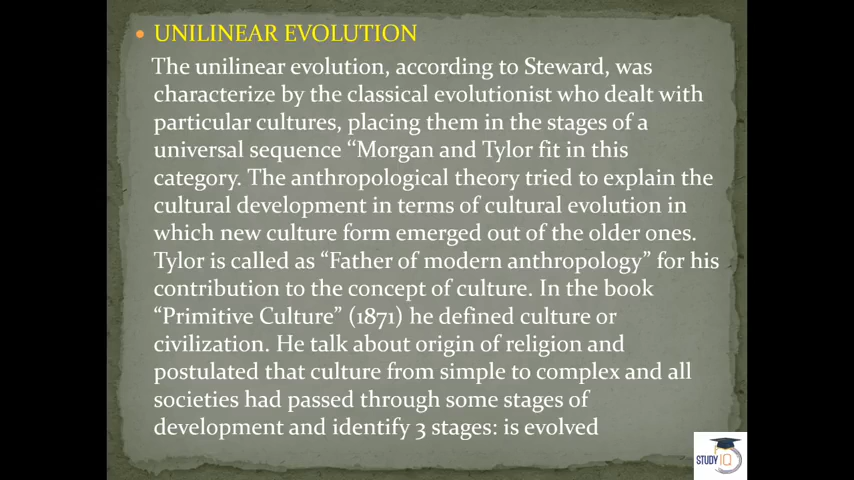 UNILINEAR EVOLUTION
The unilinear evolution, according to Steward, was
characterize by the classical evolutionist who dealt with
particular cultures, placing them in the stages of a
universal sequence “Morgan and Tylor fit in this
category. The anthropological theory tried to explain the
cultural development in terms of cultural evolution in
which new culture form emerged out of the older ones.
Tylor is called as “Father of modern anthropology” for his
contribution to the concept of culture. In the book
“Primitive Culture” (1871) he defined culture or
civilization. He talk about origin of religion and
postulated that culture from simple to complex and all
societies had passed through some stages of
development and identify 3 stages: is evolved
STUDY IQ